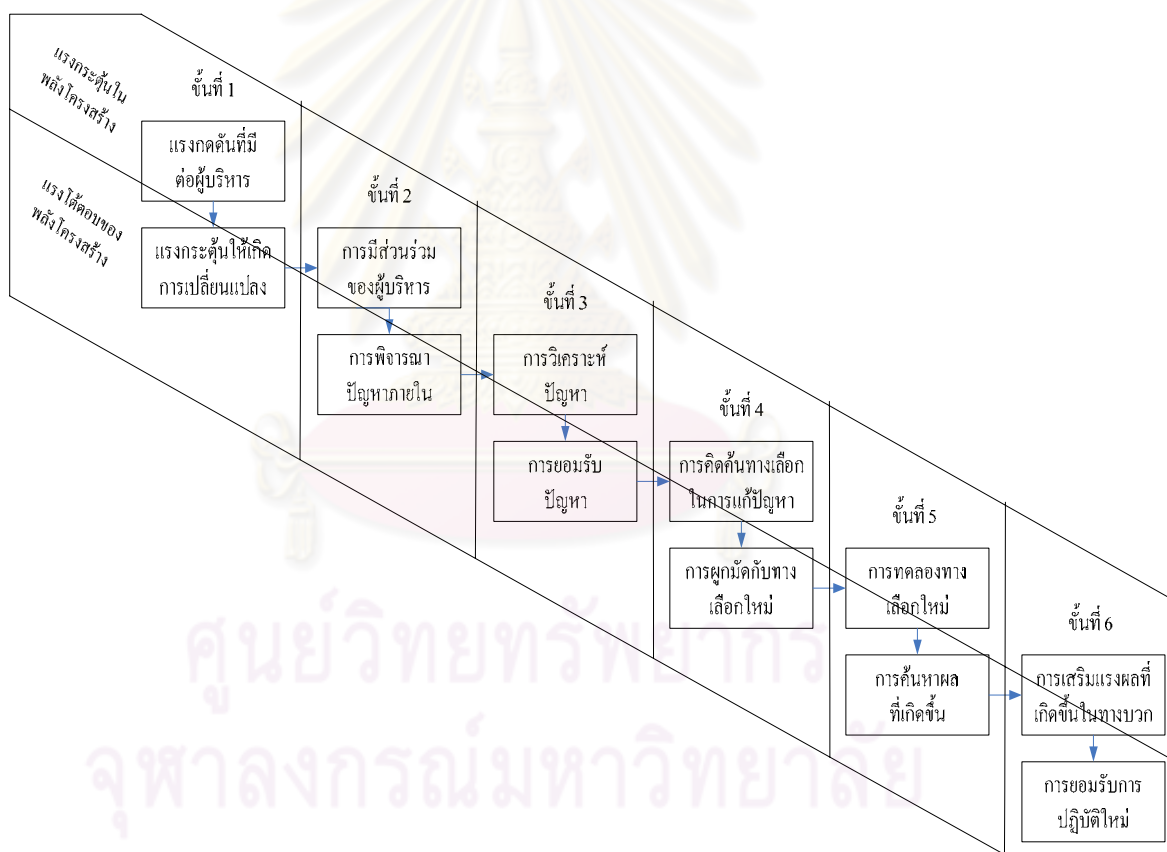 แรงกระตุ้นใน
พลังโครงสร้าง
แรงโต้ตอบของ
พลังโครงสร้าง
ขั้นที่ 1
แรงกดดันที่มี
ต่อผู้บริหาร
แรงกระตุ้นให้เกิด
การเปลี่ยนแปลง
ขั้นที่ 2
การมีส่วนร่วม
ของผู้บริหาร
การพิจารณา
ปัญหาภายใน
ขั้นที่ 3
การวิเคราะห์
ปัญหา
การยอมรับ
ปัญหา
ขั้นที่ 4
การคิดค้นทางเลือก
ในการแก้ปัญหา
การผูกมัดกับทาง
เลือกใหม่
ขั้นที่ 5
การทดลองทาง
เลือกใหม่
การค้นหาผล
ที่เกิดขึ้น
ขั้นที่ 6
การเสริมแรงผลที่
เกิดขึ้นในทางบวก
การยอมรับการ
ปฏิบัติใหม่
ศูนย์วิทยทรัพยากร
จุฬาลงกรณ์มหาวิทยาลัย